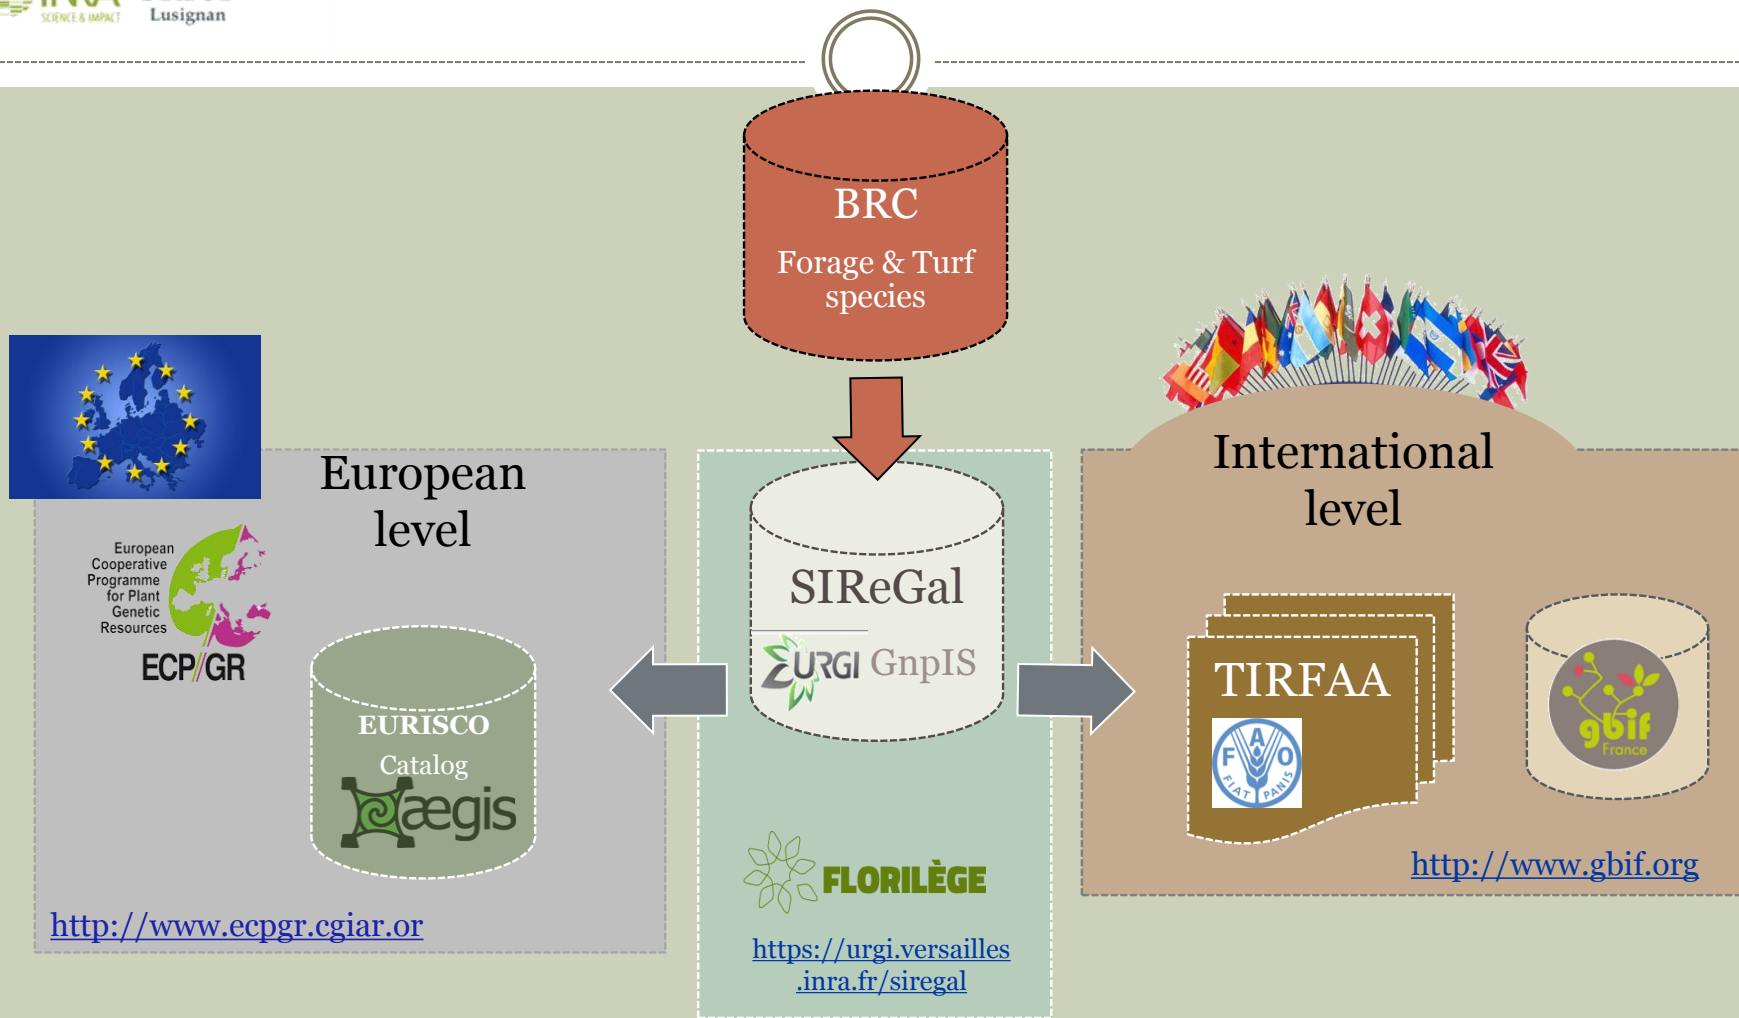 SCIENCE & IMPACT
Lusignan
BRC
Forage & Turf
species
European
level
European
Cooperative
Programme
for Plant
Genetic
Resources
ECP/GR
EURISCO
Catalog
ægis
http://www.ecpgr.cgiar.or
SIReGal
URGI GnpIS
FLORILÈGE
https://urgi.versailles
.inra.fr/siregal
International
level
TIRFAA
F A O
FIAT PANIS
gbif
France
http://www.gbif.org